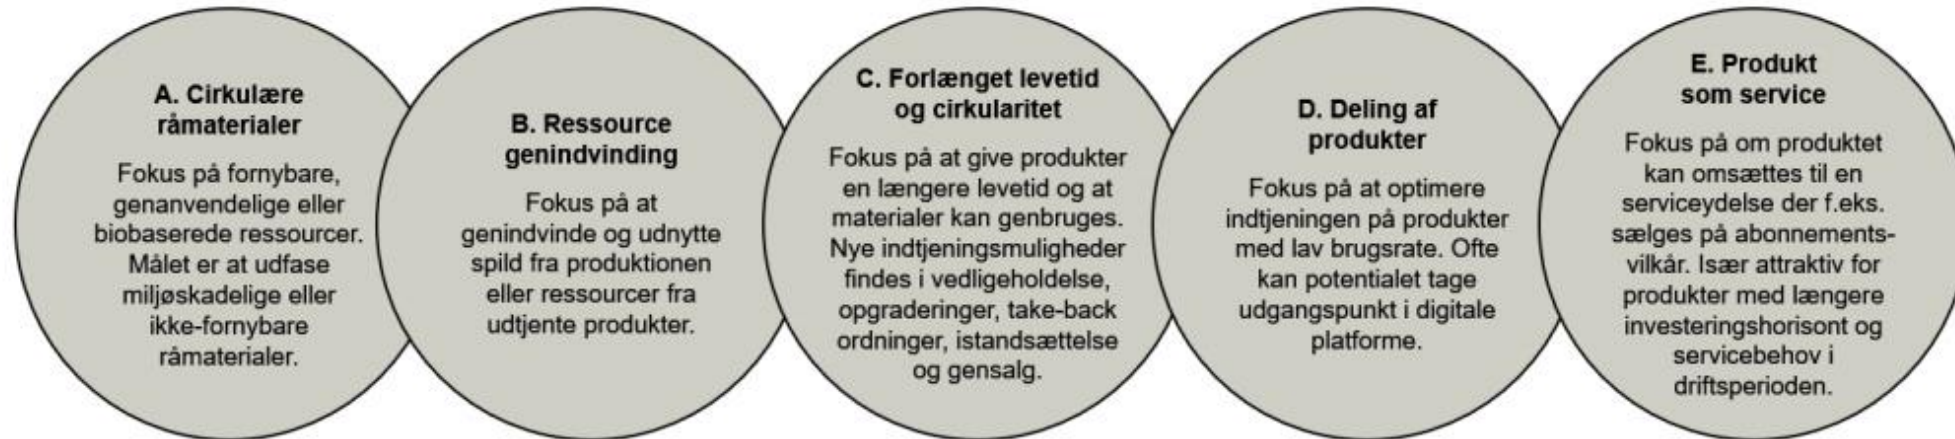 A. Cirkulære
råmaterialer
Fokus på fornybare,
genanvendelige eller
biobaserede ressourcer.
Målet er at udfase
miljøskadelige eller
ikke-fornybare
råmaterialer.
B. Ressource
genindvinding
Fokus på at
genindvinde og udnytte
spild fra produktionen
eller ressourcer fra
udtjente produkter.
C. Forlænget levetid
og cirkularitet
Fokus på at give produkter
en længere levetid og at
materialer kan genbruges.
Nye indtjeningsmuligheder
findes i vedligeholdelse,
opgraderinger, take-back
ordninger, istandsættelse
og gensalg.
D. Deling af
produkter
Fokus på at optimere
indtjeningen på produkter
med lav brugsrate. Ofte
kan potentialet tage
udgangspunkt i digitale
platforme.
E. Produkt
som service
Fokus på om produktet
kan omsættes til en
serviceydelse der f.eks.
sælges på abonnements-
vilkår. Især attraktiv for
produkter med længere
investeringshorisont og
servicebehov i
driftsperioden.